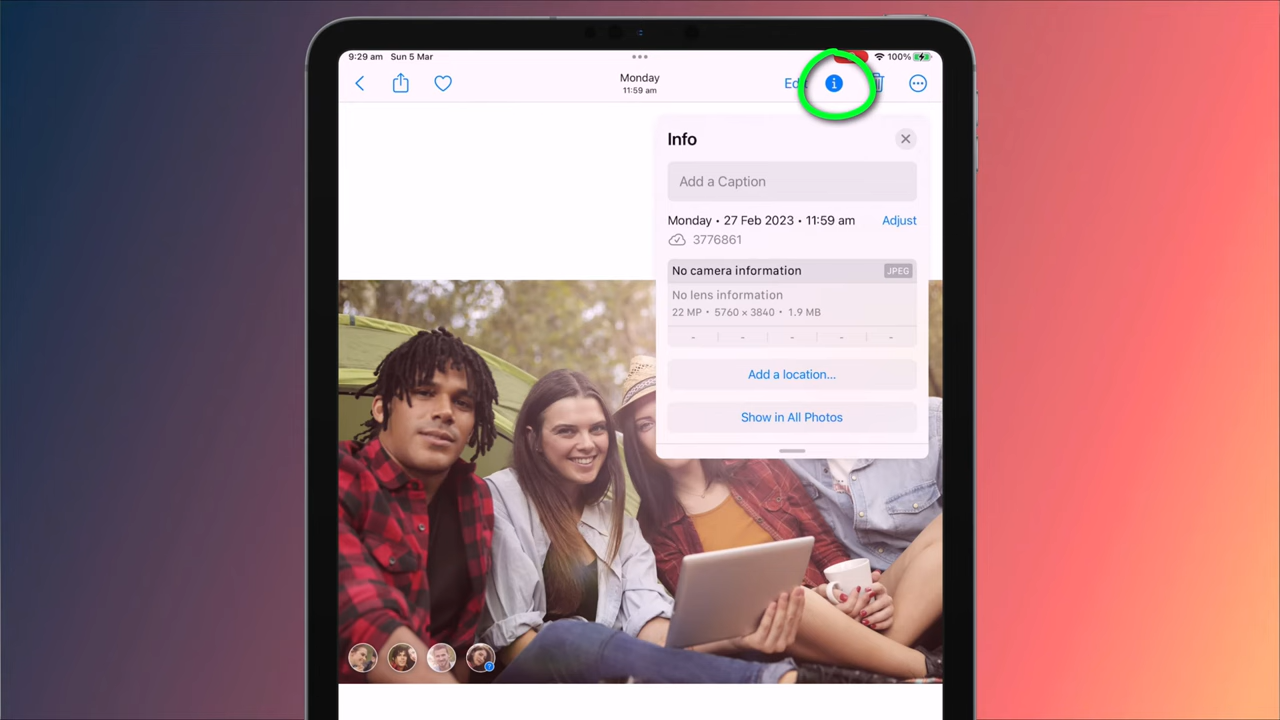 9:29 am Sun 5 Mar
100%
Monday
11:59 am
Edit
Info
Add a Caption
Monday • 27 Feb 2023 • 11:59 am
Adjust
3776861
No camera information
JPEG
No lens information
22 MP • 5760 × 3840 • 1.9 MB
- - - - -
Add a location...
Show in All Photos